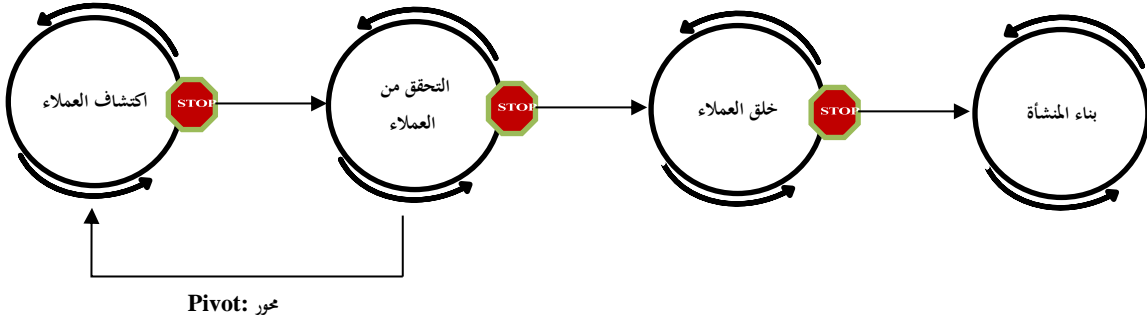 اكتشاف العملاء
STOP
التحقق من
العملاء
STOP
خلق العملاء
STOP
بناء المنشأة
Pivot: محور